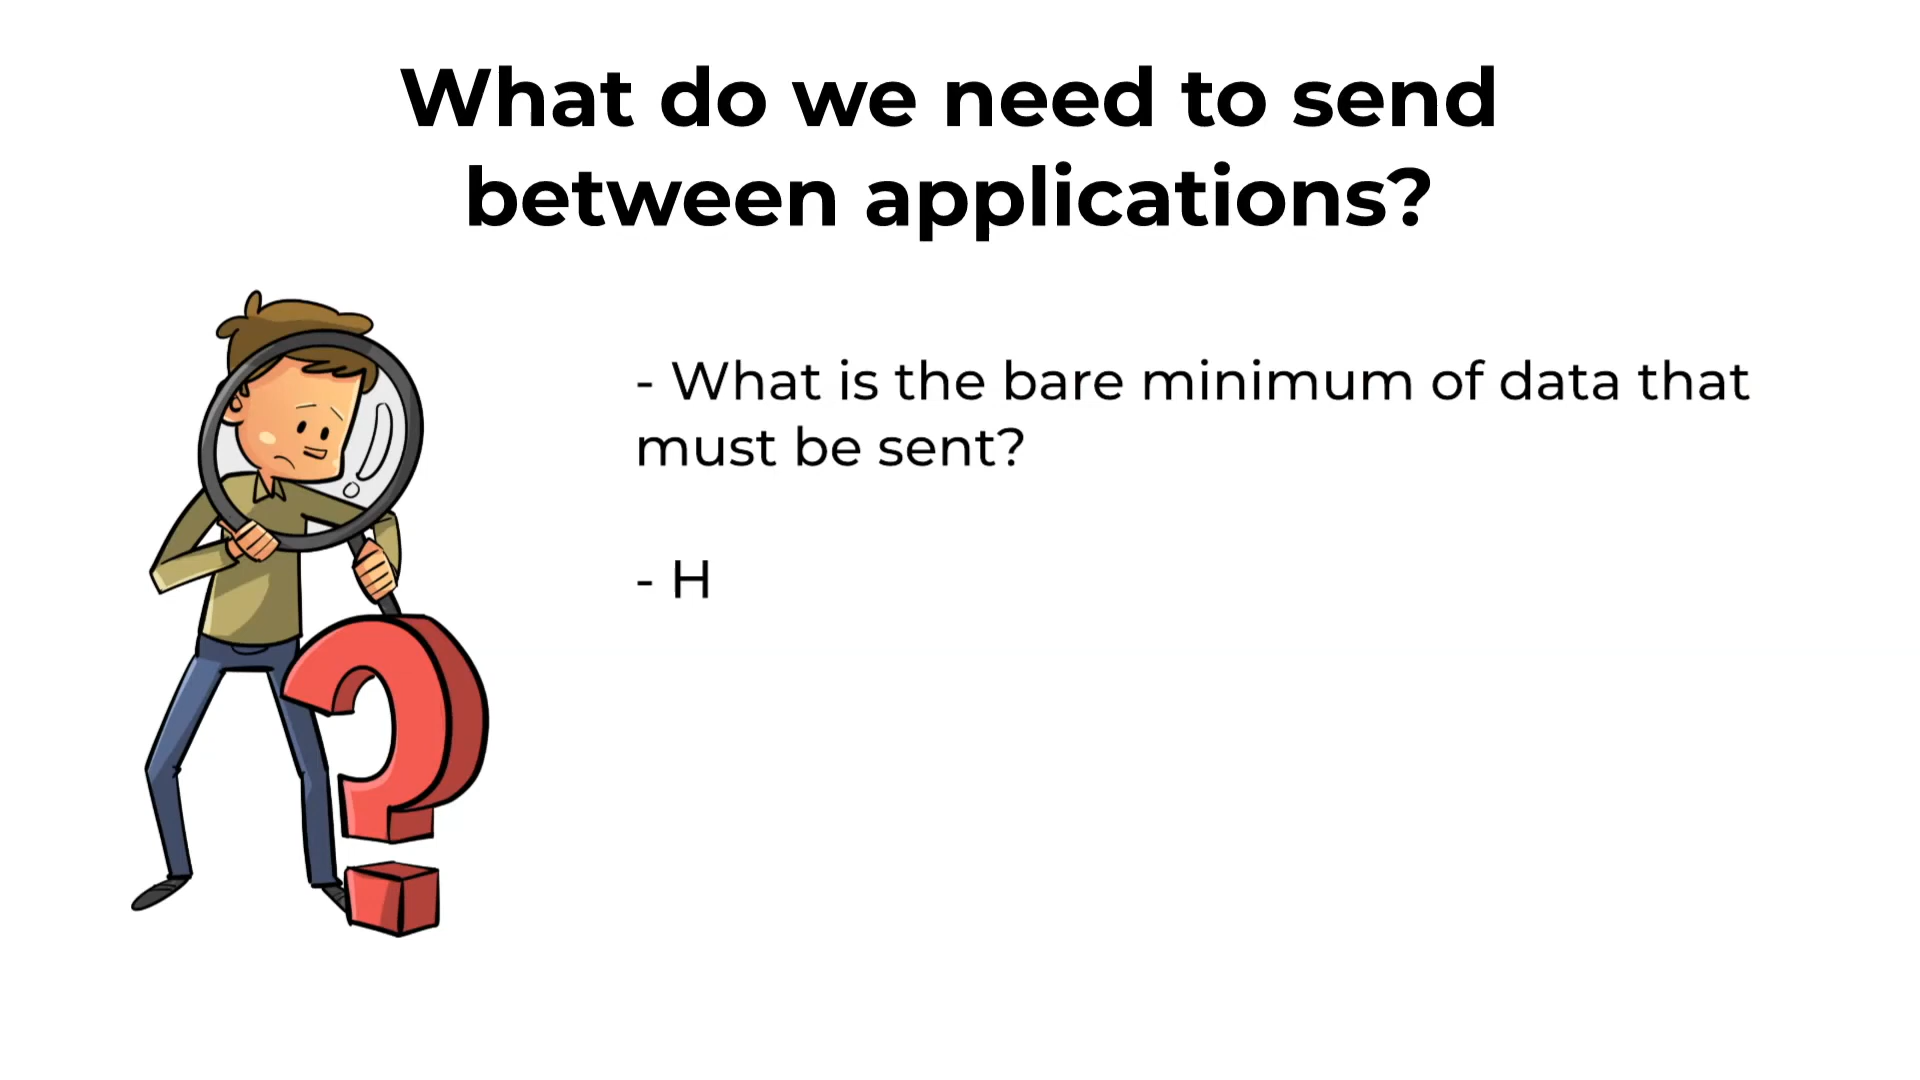 What do we need to send
between applications?
- What is the bare minimum of data that
must be sent?
- H